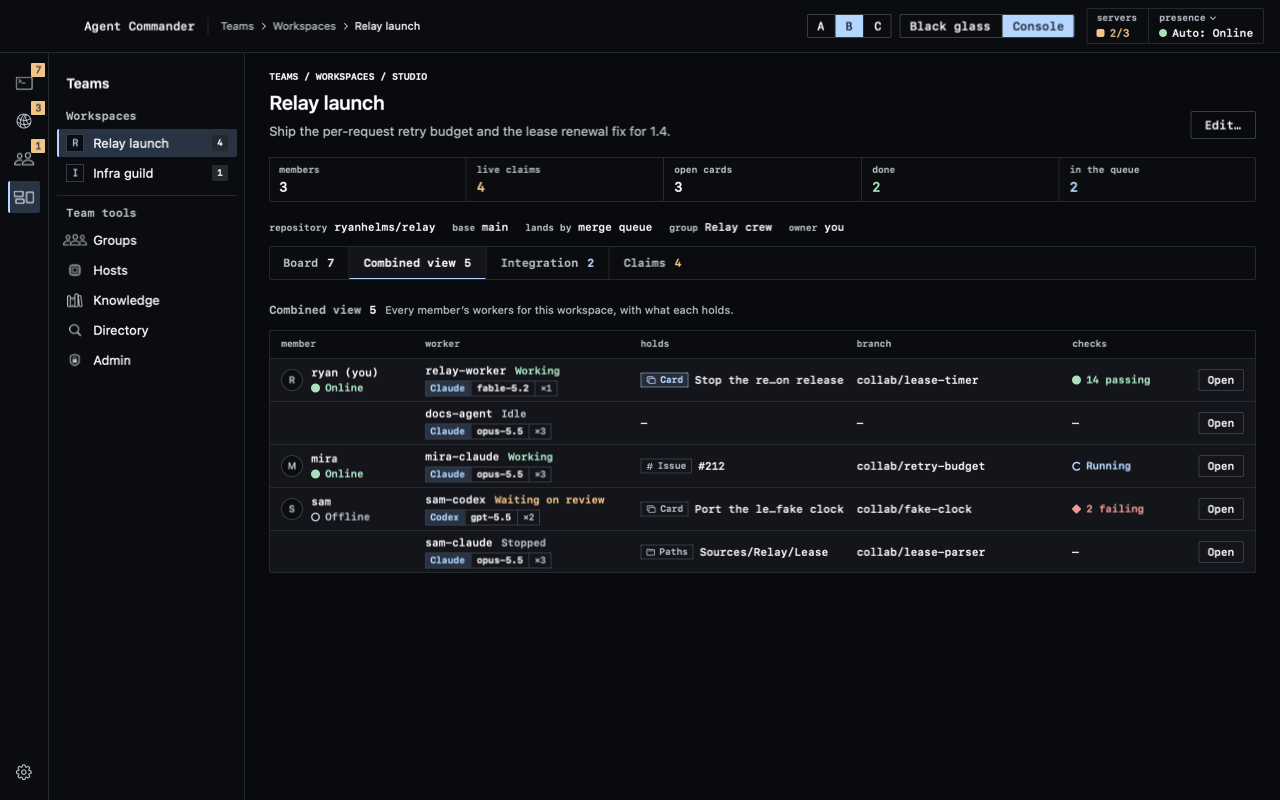 Agent Commander Teams > Workspaces > Relay launch A B C Black glass Console servers 2/3 presence Auto: Online
7
3
1
Teams
Workspaces
R Relay launch 4
I Infra guild 1
Team tools
Groups
Hosts
Knowledge
Directory
Admin
TEAMS / WORKSPACES / STUDIO
Relay launch
Ship the per-request retry budget and the lease renewal fix for 1.4.
Edit…
members live claims open cards done in the queue
3 4 3 2 2
repository ryanhelms/relay base main lands by merge queue group Relay crew owner you
Board 7 Combined view 5 Integration 2 Claims 4
Combined view 5 Every member's workers for this workspace, with what each holds.
member worker holds branch checks
R ryan (you) Online relay-worker Working Claude fable-5.2 ×1 Card Stop the re…on release collab/lease-timer 14 passing Open
docs-agent Idle Claude opus-5.5 ×3 — — — Open
M mira Online mira-claude Working Claude opus-5.5 ×3 # Issue #212 collab/retry-budget Running Open
S sam Offline sam-codex Waiting on review Codex gpt-5.5 ×2 Card Port the le…fake clock collab/fake-clock 2 failing Open
sam-claude Stopped Claude opus-5.5 ×3 Paths Sources/Relay/Lease collab/lease-parser — Open